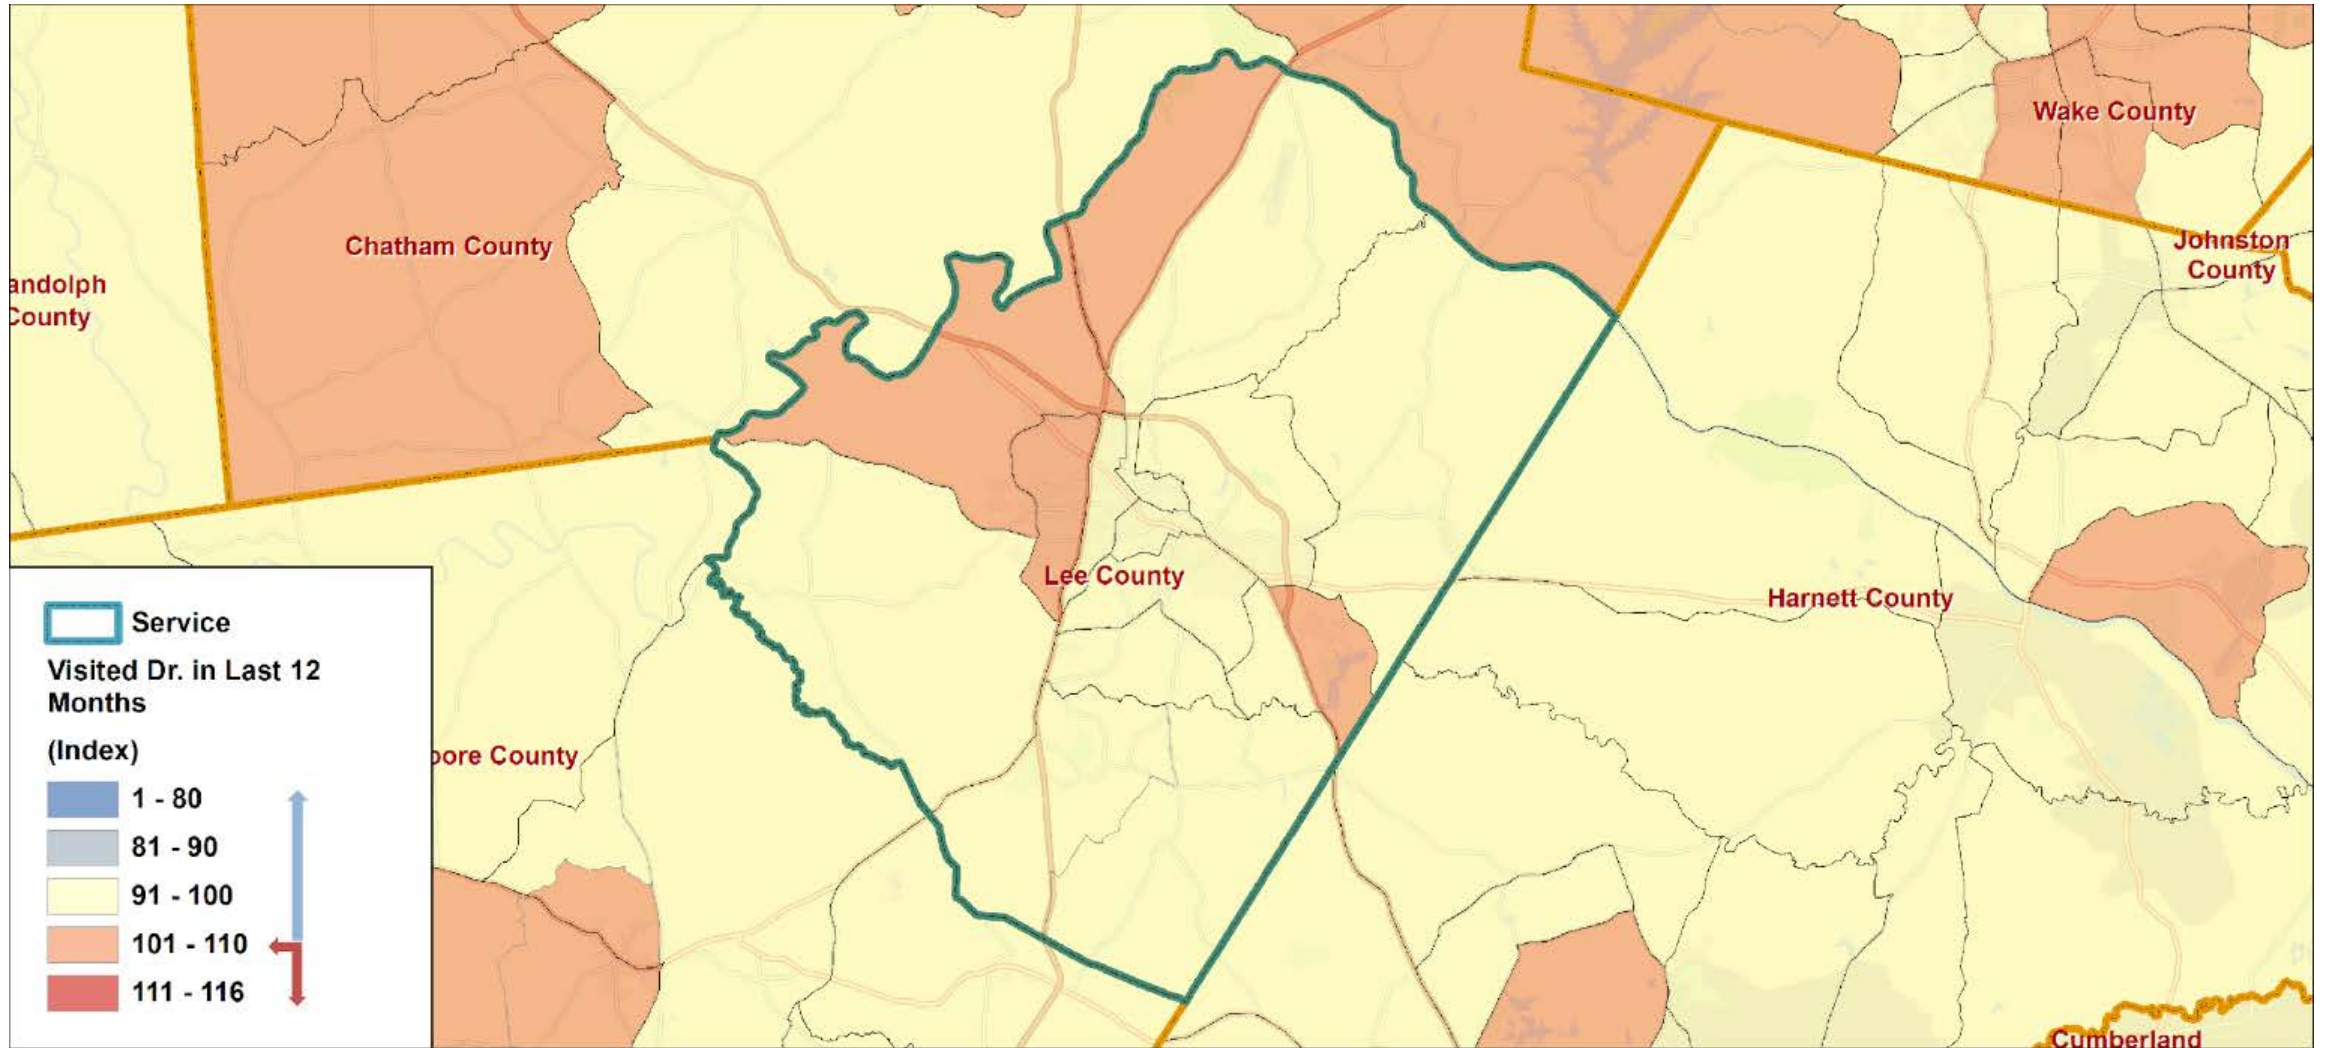 Wake County
Chatham County
Johnston
County
andolph
County
Lee County
Harnett County
oore County
Cumberland
Service
Visited Dr. in Last 12
Months
(Index)
1 - 80
81 - 90
91 - 100
101 - 110
111 - 116